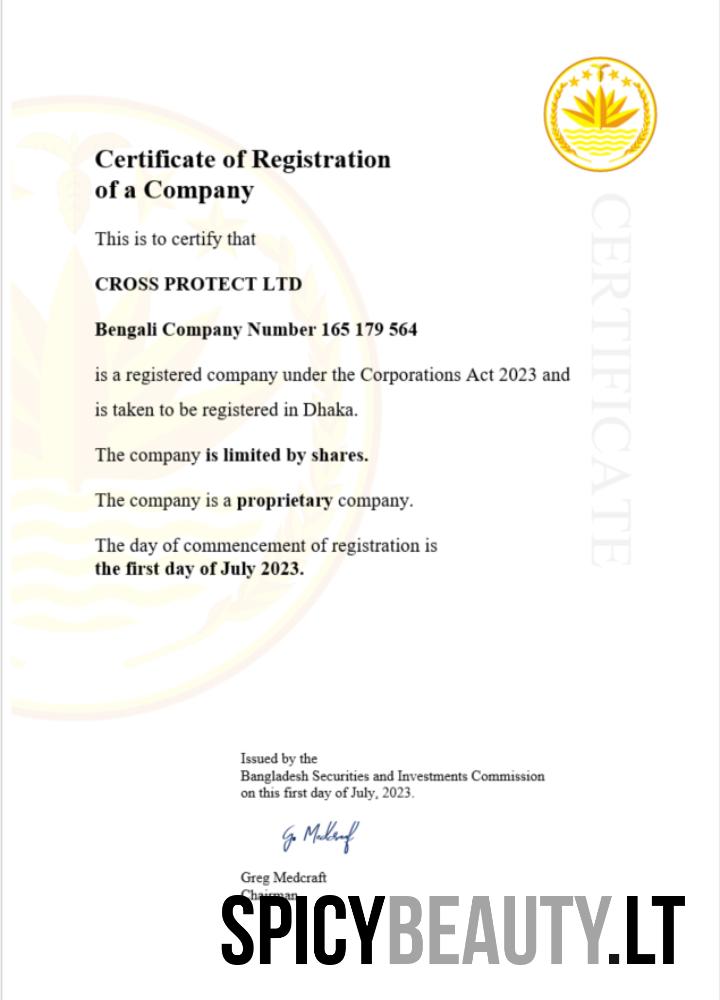 Certificate of Registration
of a Company
This is to certify that
CROSS PROTECT LTD
Bengali Company Number 165 179 564
is a registered company under the Corporations Act 2023 and
is taken to be registered in Dhaka.
The company is limited by shares.
The company is a proprietary company.
The day of commencement of registration is
the first day of July 2023.
CERTIFICATE
Issued by the
Bangladesh Securities and Investments Commission
on this first day of July, 2023.
G. Medcraf
Greg Medcraft
Chairman
SPICYBEAUTY.LT